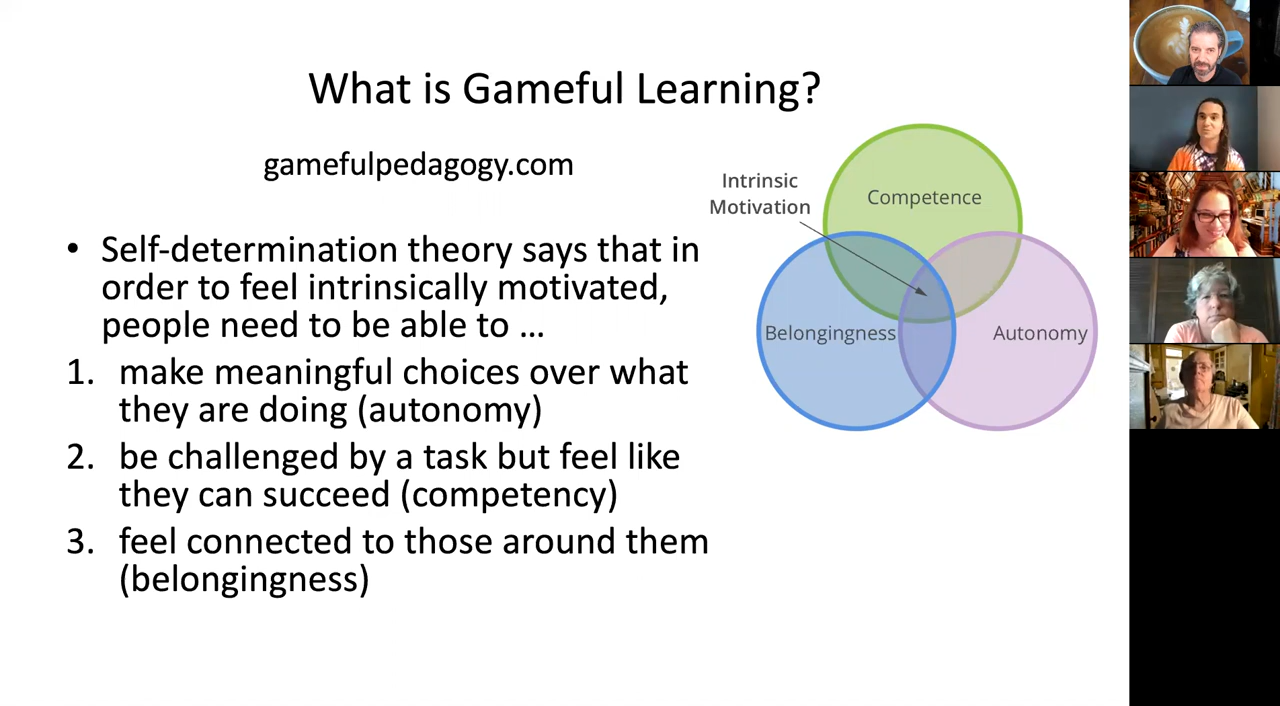 What is Gameful Learning?
gamefulpedagogy.com
• Self-determination theory says that in
order to feel intrinsically motivated,
people need to be able to ...
1. make meaningful choices over what
they are doing (autonomy)
2. be challenged by a task but feel like
they can succeed (competency)
3. feel connected to those around them
(belongingness)
Intrinsic
Motivation
Competence
Belongingness
Autonomy